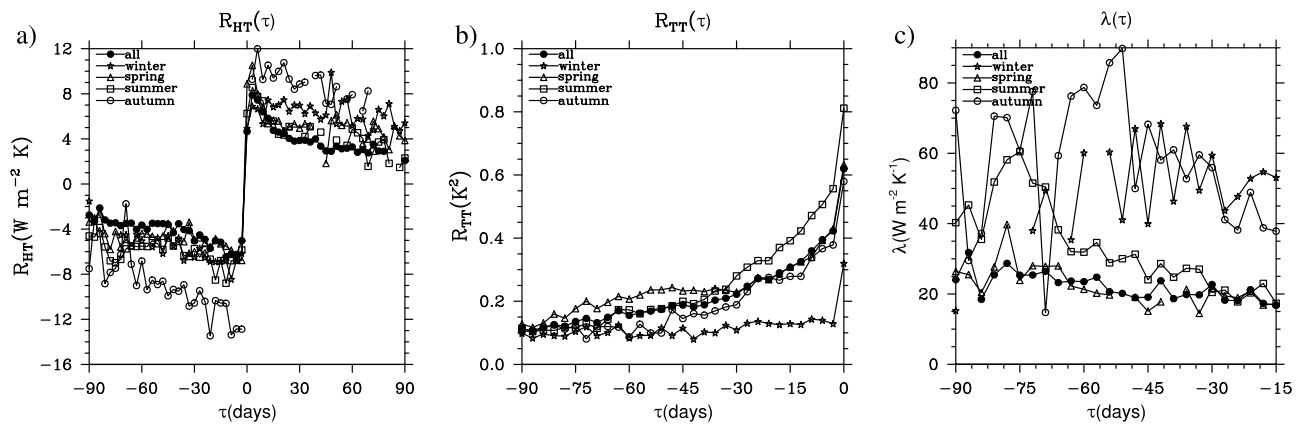 a)
R_HT(τ)
12
8
4
0
−4
−8
−12
−16
R_HT(W m⁻² K)
all
winter
spring
summer
autumn
−90 −60 −30 0 30 60 90
τ(days)
b)
R_TT(τ)
1.0
0.8
0.6
0.4
0.2
0.0
R_TT(K²)
all
winter
spring
summer
autumn
−90 −75 −60 −45 −30 −15 0
τ(days)
c)
λ(τ)
80
60
40
20
0
λ(W m⁻² K⁻¹)
all
winter
spring
summer
autumn
−90 −75 −60 −45 −30 −15
τ(days)